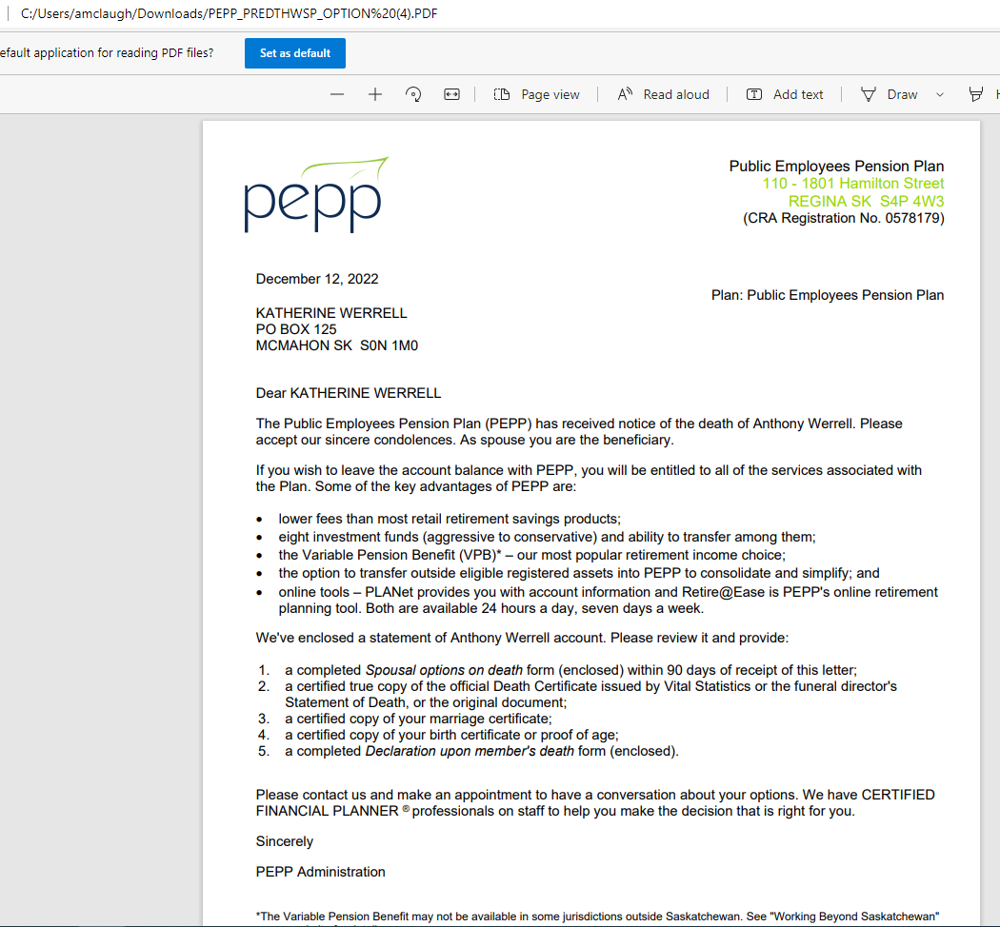 C:/Users/amclaugh/Downloads/PEPP_PREDTHWSP_OPTION%20(4).PDF
efault application for reading PDF files?
Set as default
Page view
Read aloud
Add text
Draw
pepp
Public Employees Pension Plan
110 - 1801 Hamilton Street
REGINA SK S4P 4W3
(CRA Registration No. 0578179)
December 12, 2022
Plan: Public Employees Pension Plan
KATHERINE WERRELL
PO BOX 125
MCMAHON SK S0N 1M0
Dear KATHERINE WERRELL
The Public Employees Pension Plan (PEPP) has received notice of the death of Anthony Werrell. Please
accept our sincere condolences. As spouse you are the beneficiary.
If you wish to leave the account balance with PEPP, you will be entitled to all of the services associated with
the Plan. Some of the key advantages of PEPP are:
• lower fees than most retail retirement savings products;
• eight investment funds (aggressive to conservative) and ability to transfer among them;
• the Variable Pension Benefit (VPB)* – our most popular retirement income choice;
• the option to transfer outside eligible registered assets into PEPP to consolidate and simplify; and
• online tools – PLANet provides you with account information and Retire@Ease is PEPP's online retirement
planning tool. Both are available 24 hours a day, seven days a week.
We've enclosed a statement of Anthony Werrell account. Please review it and provide:
1. a completed Spousal options on death form (enclosed) within 90 days of receipt of this letter;
2. a certified true copy of the official Death Certificate issued by Vital Statistics or the funeral director's
Statement of Death, or the original document;
3. a certified copy of your marriage certificate;
4. a certified copy of your birth certificate or proof of age;
5. a completed Declaration upon member's death form (enclosed).
Please contact us and make an appointment to have a conversation about your options. We have CERTIFIED
FINANCIAL PLANNER ® professionals on staff to help you make the decision that is right for you.
Sincerely
PEPP Administration
*The Variable Pension Benefit may not be available in some jurisdictions outside Saskatchewan. See "Working Beyond Saskatchewan"